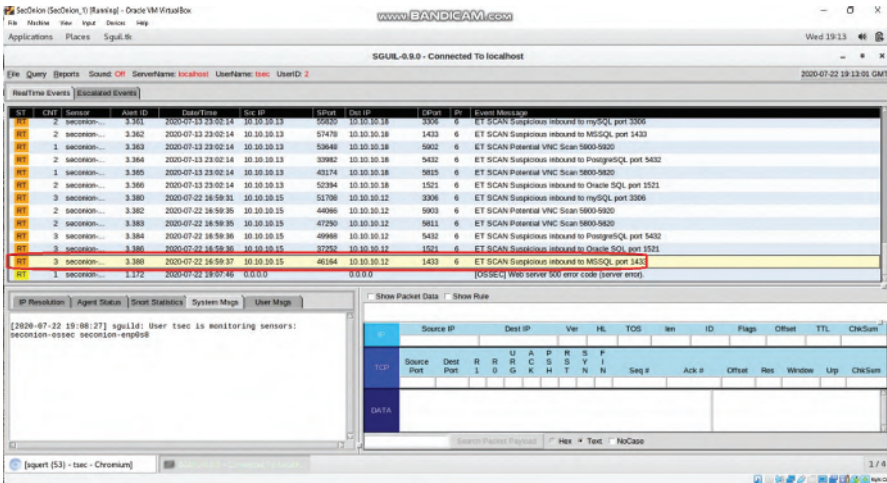 SecOnion (SecOnion_1) [Running] - Oracle VM VirtualBox
www.BANDICAM.com
File Machine View Input Devices Help
Applications Places Sguil.tk Wed 19:13
SGUIL-0.9.0 - Connected To localhost
File Query Reports Sound: Off ServerName: localhost UserName: tsec UserID: 2 2020-07-22 19:13:01 GMT
RealTime Events Escalated Events
ST CNT Sensor Alert ID Date/Time Src IP SPort Dst IP DPort Pr Event Message
RT 2 seconion-... 3.361 2020-07-13 23:02:14 10.10.10.13 55820 10.10.10.18 3306 6 ET SCAN Suspicious inbound to mySQL port 3306
RT 2 seconion-... 3.362 2020-07-13 23:02:14 10.10.10.13 57478 10.10.10.18 1433 6 ET SCAN Suspicious inbound to MSSQL port 1433
RT 1 seconion-... 3.363 2020-07-13 23:02:14 10.10.10.13 53648 10.10.10.18 5902 6 ET SCAN Potential VNC Scan 5900-5920
RT 2 seconion-... 3.364 2020-07-13 23:02:14 10.10.10.13 33982 10.10.10.18 5432 6 ET SCAN Suspicious inbound to PostgreSQL port 5432
RT 1 seconion-... 3.365 2020-07-13 23:02:14 10.10.10.13 43174 10.10.10.18 5815 6 ET SCAN Potential VNC Scan 5800-5820
RT 2 seconion-... 3.366 2020-07-13 23:02:14 10.10.10.13 52394 10.10.10.18 1521 6 ET SCAN Suspicious inbound to Oracle SQL port 1521
RT 3 seconion-... 3.380 2020-07-22 16:59:31 10.10.10.15 51708 10.10.10.12 3306 6 ET SCAN Suspicious inbound to mySQL port 3306
RT 2 seconion-... 3.382 2020-07-22 16:59:35 10.10.10.15 44066 10.10.10.12 5903 6 ET SCAN Potential VNC Scan 5900-5920
RT 2 seconion-... 3.383 2020-07-22 16:59:35 10.10.10.15 47250 10.10.10.12 5811 6 ET SCAN Potential VNC Scan 5800-5820
RT 3 seconion-... 3.384 2020-07-22 16:59:36 10.10.10.15 49988 10.10.10.12 5432 6 ET SCAN Suspicious inbound to PostgreSQL port 5432
RT 3 seconion-... 3.386 2020-07-22 16:59:36 10.10.10.15 37252 10.10.10.12 1521 6 ET SCAN Suspicious inbound to Oracle SQL port 1521
RT 3 seconion-... 3.388 2020-07-22 16:59:37 10.10.10.15 46164 10.10.10.12 1433 6 ET SCAN Suspicious inbound to MSSQL port 1433
RT 1 seconion-... 1.172 2020-07-22 19:07:46 0.0.0.0 0.0.0.0 [OSSEC] Web server 500 error code (server error).
IP Resolution Agent Status Snort Statistics System Msgs User Msgs
[2020-07-22 19:08:27] sguild: User tsec is monitoring sensors:
seconion-ossec seconion-enp0s8
Show Packet Data Show Rule
IP Source IP Dest IP Ver HL TOS len ID Flags Offset TTL ChkSum
TCP Source Port Dest Port R 1 R 0 U R G A C K P S H R S T S Y N F I N Seq # Ack # Offset Res Window Urp ChkSum
DATA
Search Packet Payload Hex Text NoCase
[squert (53) - tsec - Chromium] 1 / 4